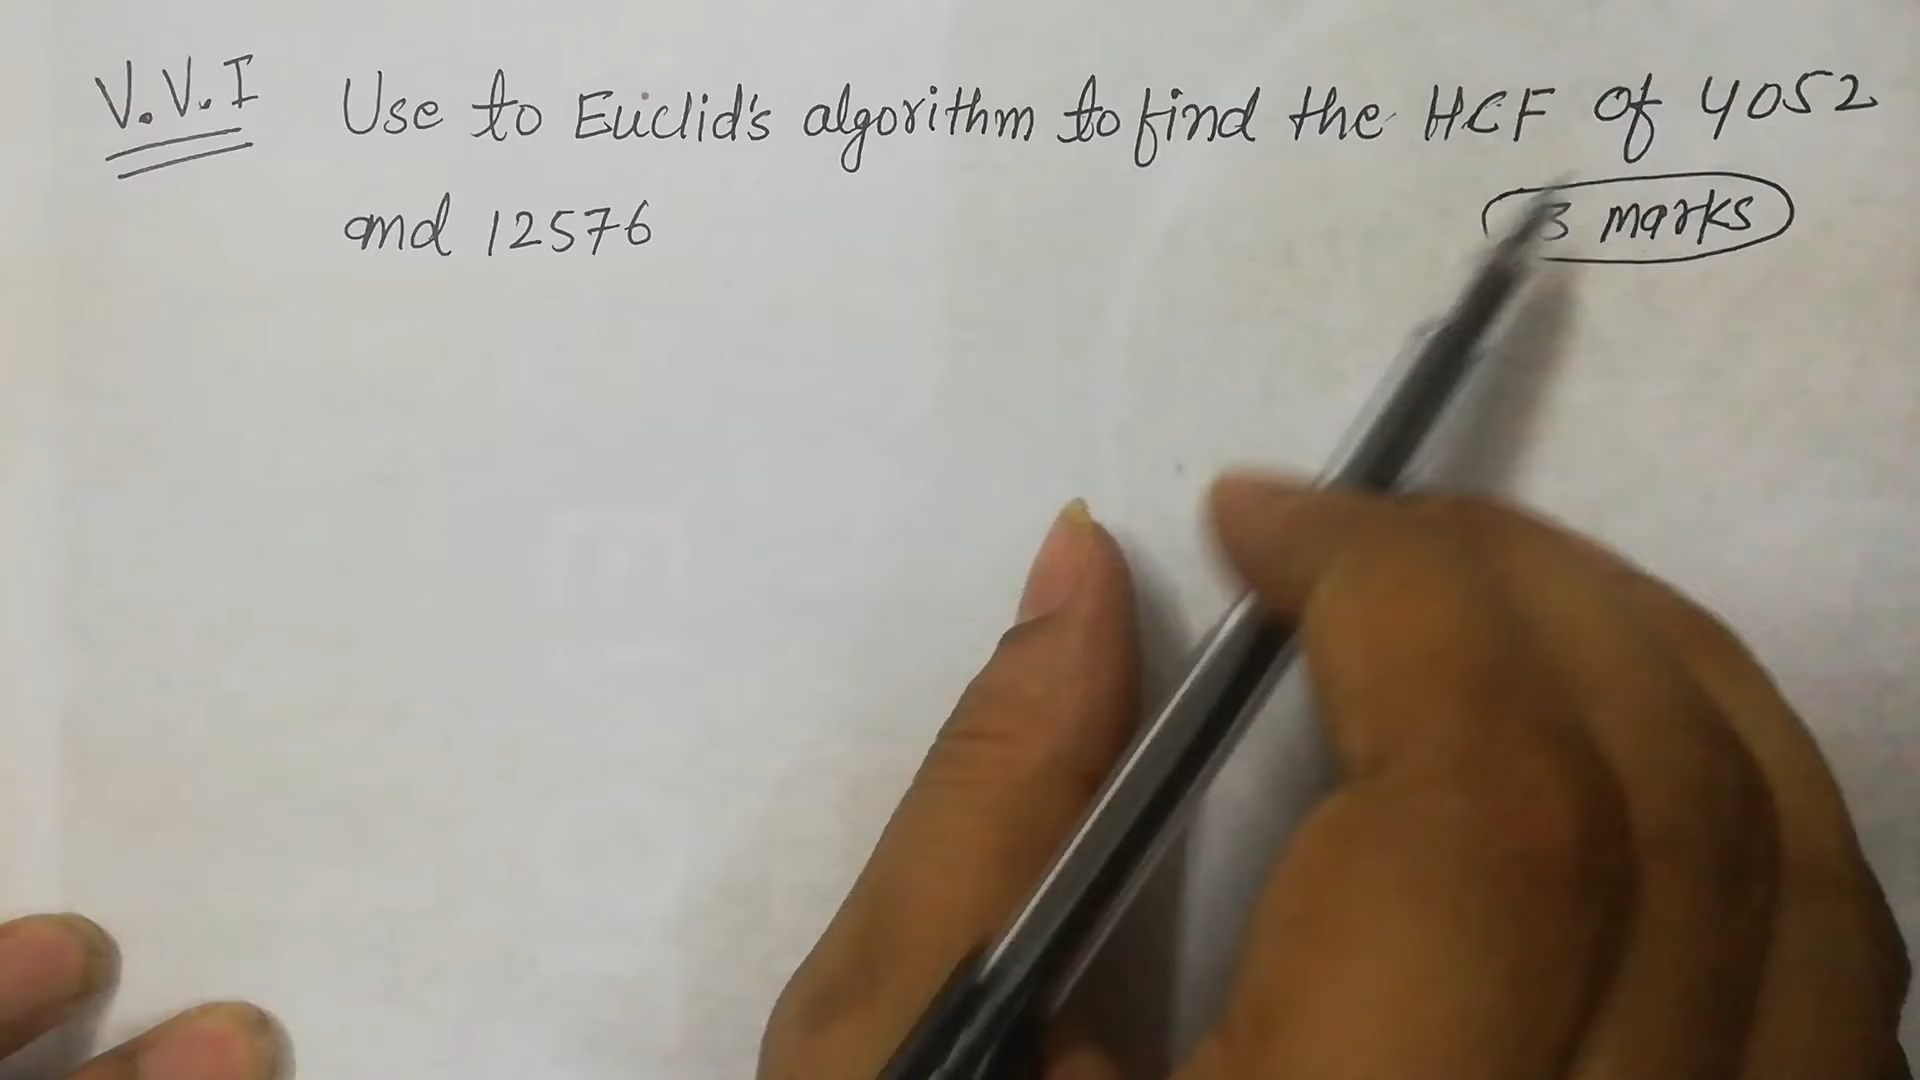 V.V.I Use to Euclid's algorithm to find the HCF of 4052
and 12576
3 marks